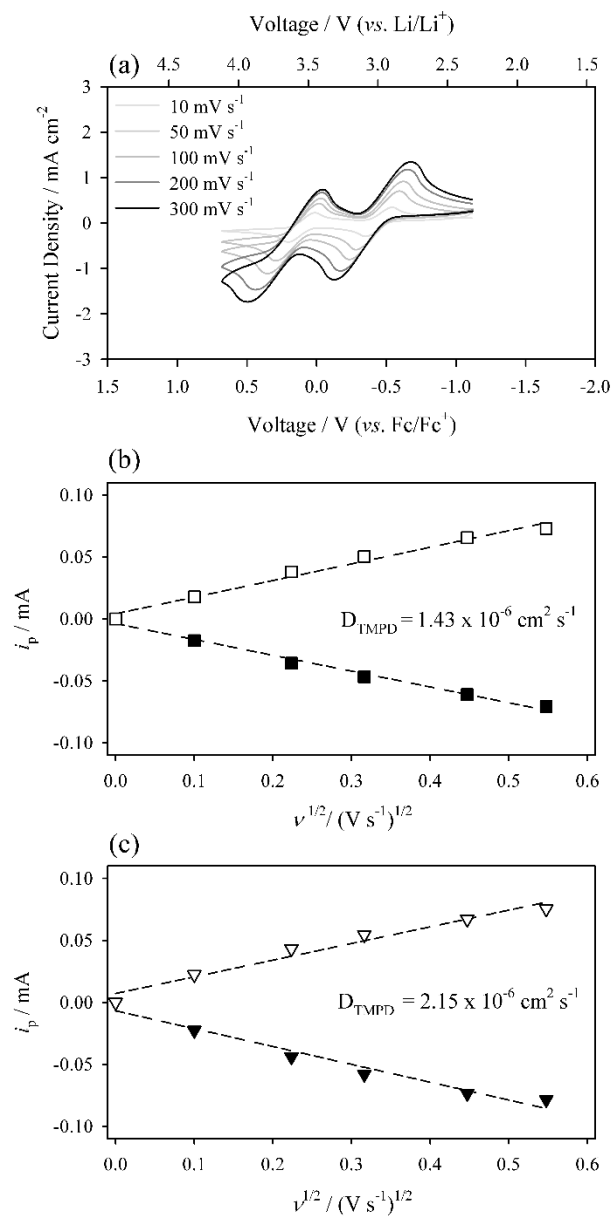 Voltage / V (vs. Li/Li⁺)
4.5 4.0 3.5 3.0 2.5 2.0 1.5
(a)
3
2
1
0
-1
-2
-3
Current Density / mA cm⁻²
10 mV s⁻¹
50 mV s⁻¹
100 mV s⁻¹
200 mV s⁻¹
300 mV s⁻¹
1.5 1.0 0.5 0.0 -0.5 -1.0 -1.5 -2.0
Voltage / V (vs. Fc/Fc⁺)
(b)
0.10
0.05
0.00
-0.05
-0.10
iₚ / mA
D_TMPD = 1.43 x 10⁻⁶ cm² s⁻¹
0.0 0.1 0.2 0.3 0.4 0.5 0.6
ν^1/2 / (V s⁻¹)^1/2
(c)
0.10
0.05
0.00
-0.05
-0.10
iₚ / mA
D_TMPD = 2.15 x 10⁻⁶ cm² s⁻¹
0.0 0.1 0.2 0.3 0.4 0.5 0.6
ν^1/2 / (V s⁻¹)^1/2